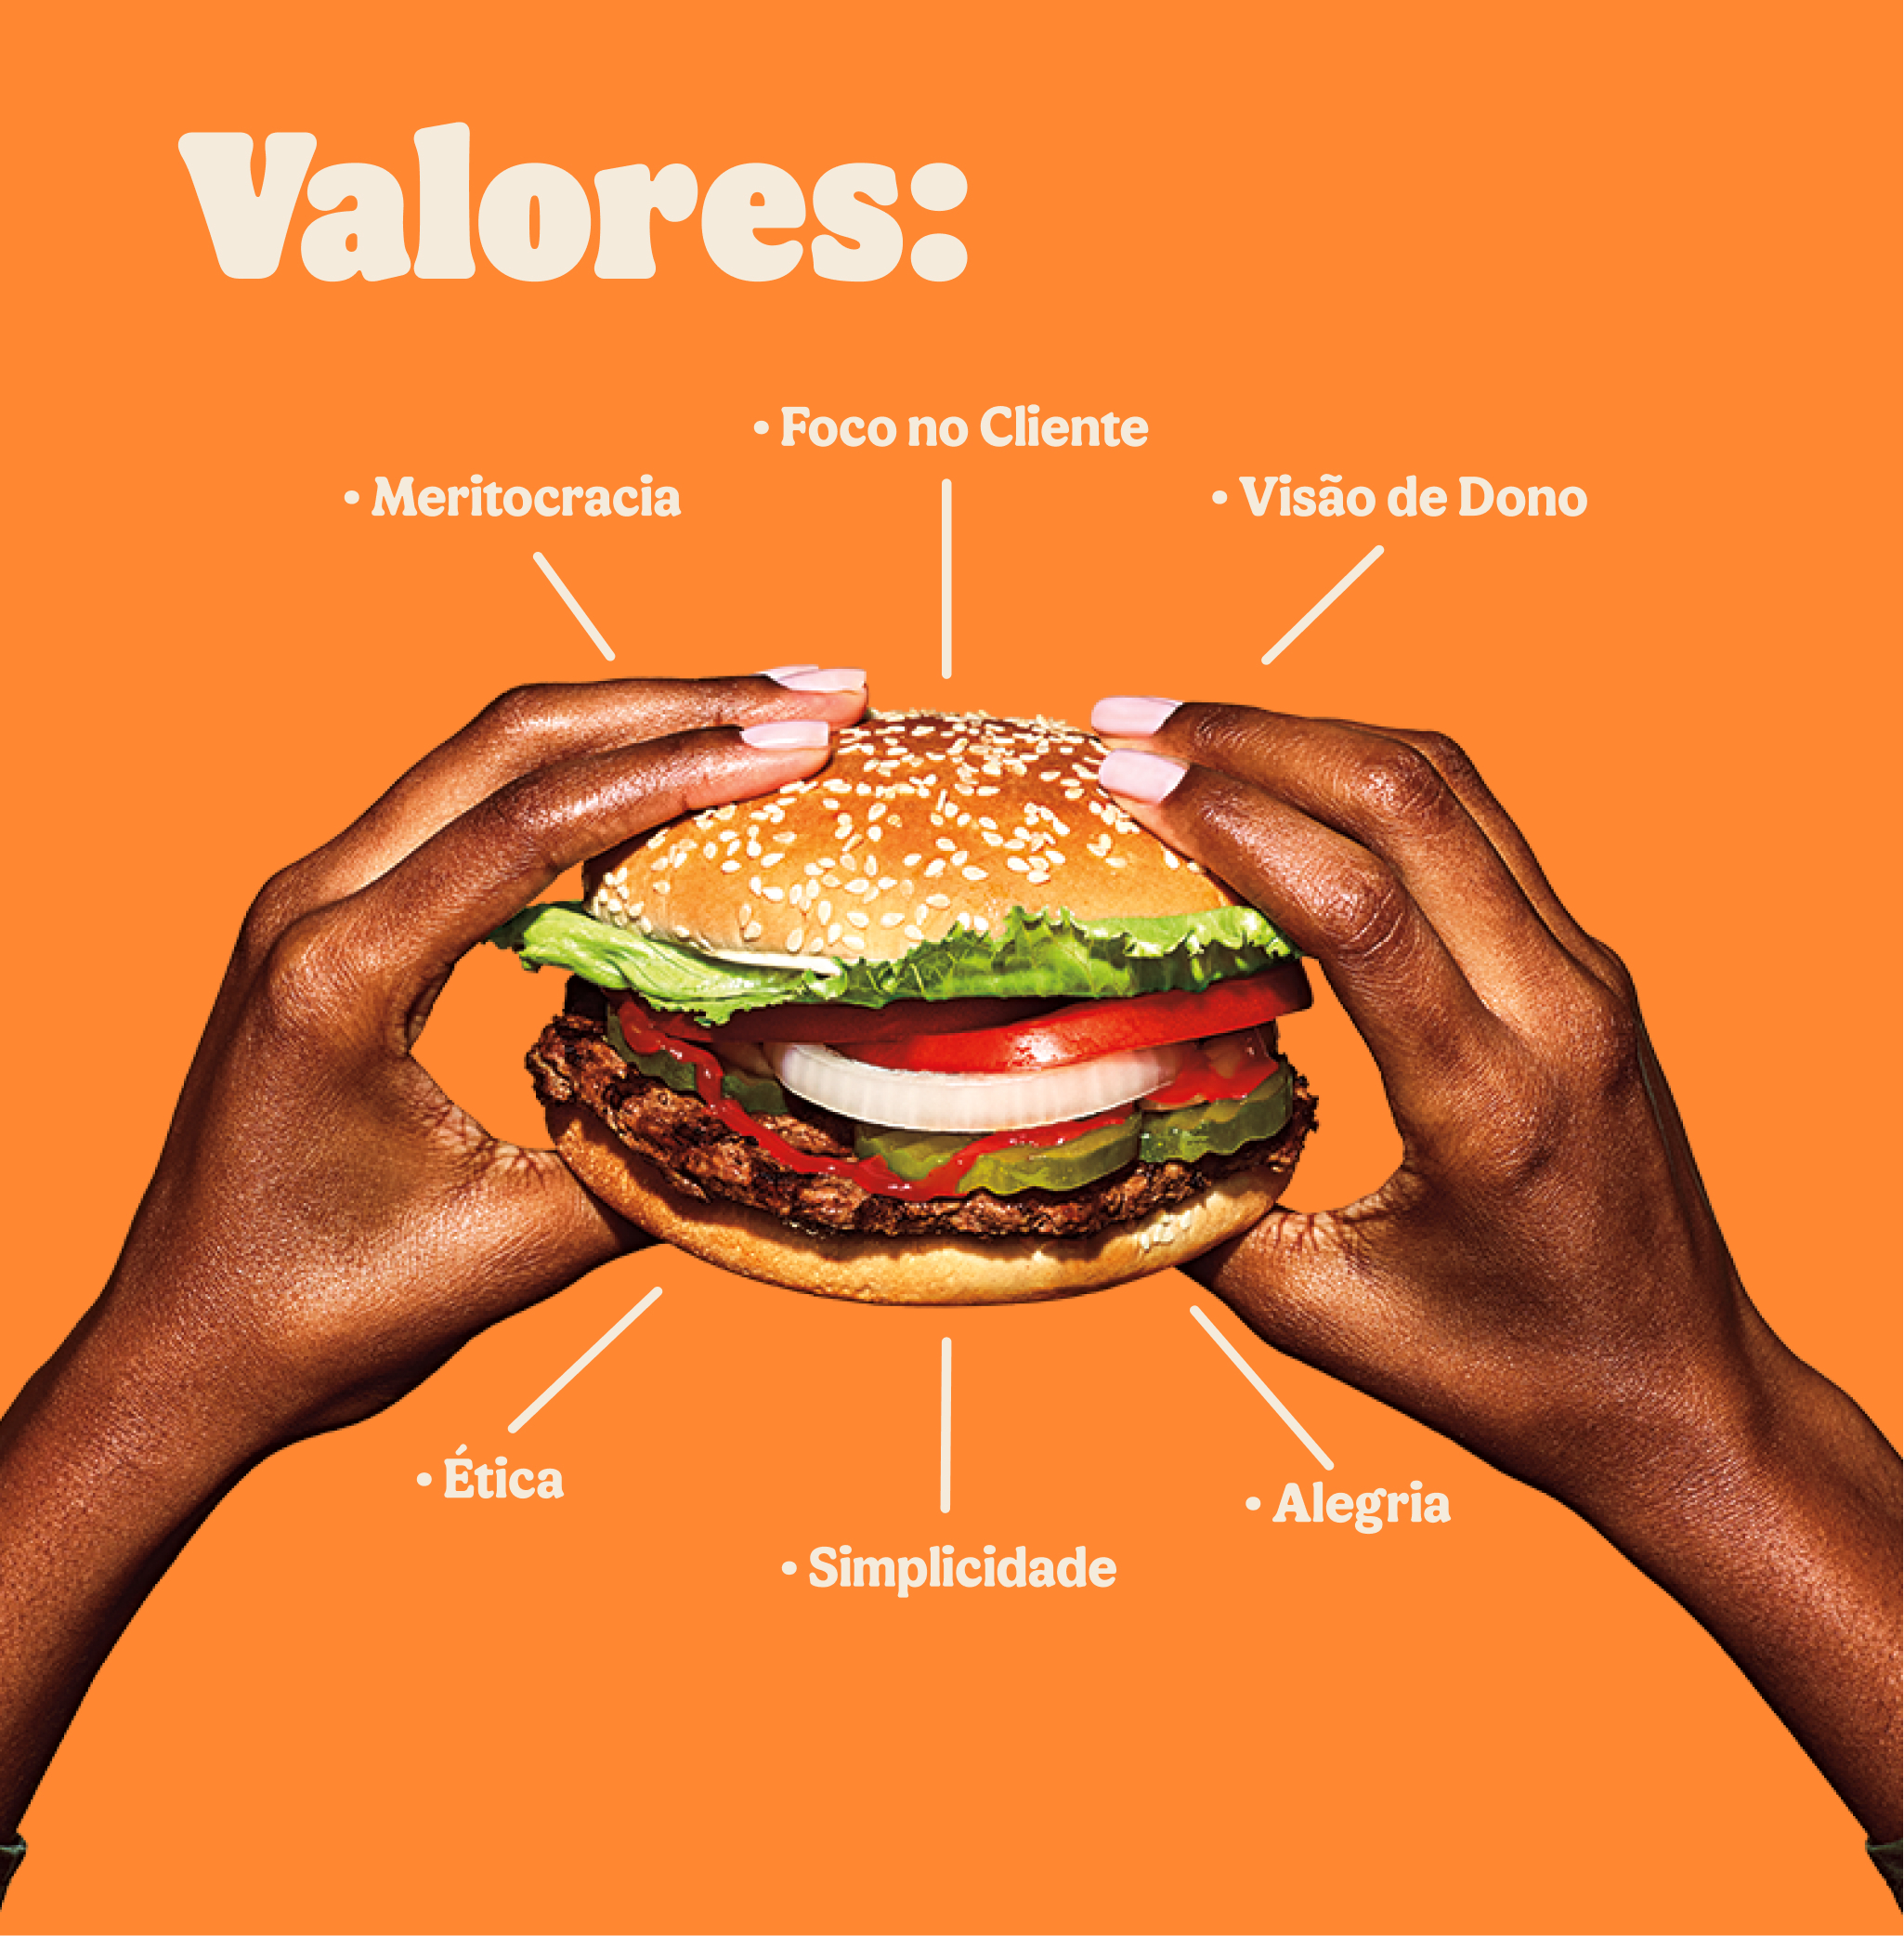 Valores:
• Foco no Cliente
• Meritocracia
• Visão de Dono
• Ética
• Alegria
• Simplicidade